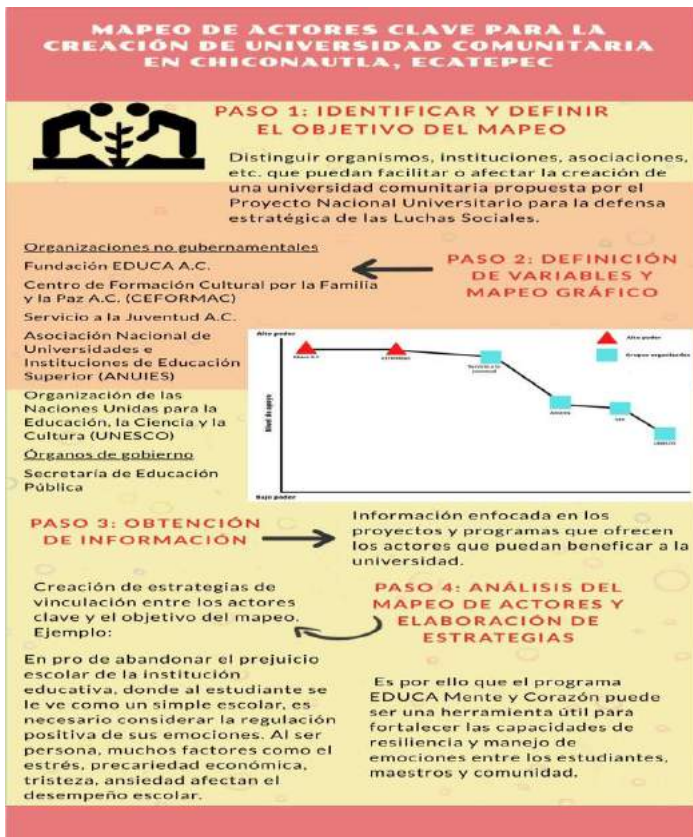 MAPEO DE ACTORES CLAVE PARA LA
CREACIÓN DE UNIVERSIDAD COMUNITARIA
EN CHICONAUTLA, ECATEPEC
PASO 1: IDENTIFICAR Y DEFINIR
EL OBJETIVO DEL MAPEO
Distinguir organismos, instituciones, asociaciones,
etc. que puedan facilitar o afectar la creación de
una universidad comunitaria propuesta por el
Proyecto Nacional Universitario para la defensa
estratégica de las Luchas Sociales.
Organizaciones no gubernamentales
Fundación EDUCA A.C.
Centro de Formación Cultural por la Familia
y la Paz A.C. (CEFORMAC)
Servicio a la Juventud A.C.
Asociación Nacional de
Universidades e
Instituciones de Educación
Superior (ANUIES)
Organización de las
Naciones Unidas para la
Educación, la Ciencia y la
Cultura (UNESCO)
Órganos de gobierno
Secretaría de Educación
Pública
PASO 2: DEFINICIÓN
DE VARIABLES Y
MAPEO GRÁFICO
Alto poder
Nivel de apoyo
Bajo poder
Alto poder
Grupos organizados
PASO 3: OBTENCIÓN
DE INFORMACIÓN
Información enfocada en los
proyectos y programas que ofrecen
los actores que puedan beneficar a la
universidad.
PASO 4: ANÁLISIS DEL
MAPEO DE ACTORES Y
ELABORACIÓN DE
ESTRATEGIAS
Creación de estrategias de
vinculación entre los actores
clave y el objetivo del mapeo.
Ejemplo:
En pro de abandonar el prejuicio
escolar de la institución
educativa, donde al estudiante se
le ve como un simple escolar, es
necesario considerar la regulación
positiva de sus emociones. Al ser
persona, muchos factores como el
estrés, precariedad económica,
tristeza, ansiedad afectan el
desempeño escolar.
Es por ello que el programa
EDUCA Mente y Corazón puede
ser una herramienta útil para
fortalecer las capacidades de
resiliencia y manejo de
emociones entre los estudiantes,
maestros y comunidad.